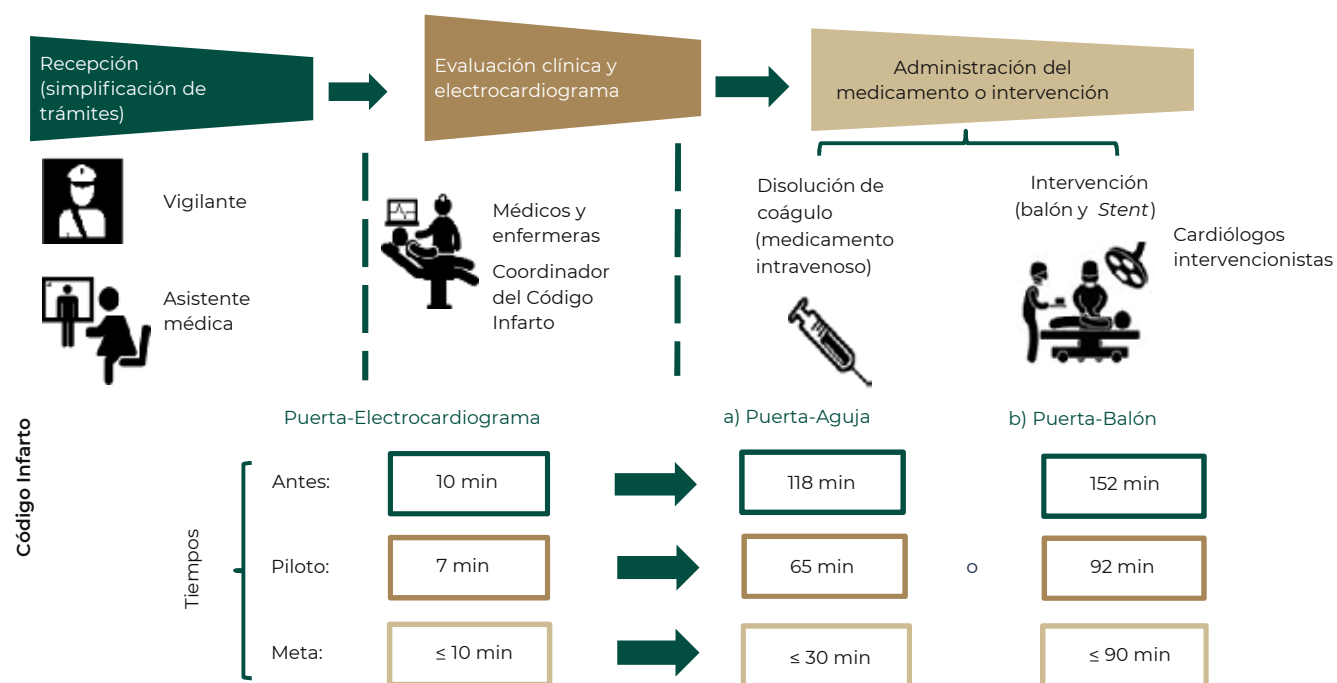 Recepción
(simplificación de
trámites)
Evaluación clínica y
electrocardiograma
Administración del
medicamento o intervención
Vigilante
Asistente
médica
Médicos y
enfermeras
Coordinador
del Código
Infarto
Disolución de
coágulo
(medicamento
intravenoso)
Intervención
(balón y Stent)
Cardiólogos
intervencionistas
Código Infarto
Puerta-Electrocardiograma
a) Puerta-Aguja
b) Puerta-Balón
Tiempos
Antes:
10 min
118 min
152 min
Piloto:
7 min
65 min
o
92 min
Meta:
≤ 10 min
≤ 30 min
≤ 90 min